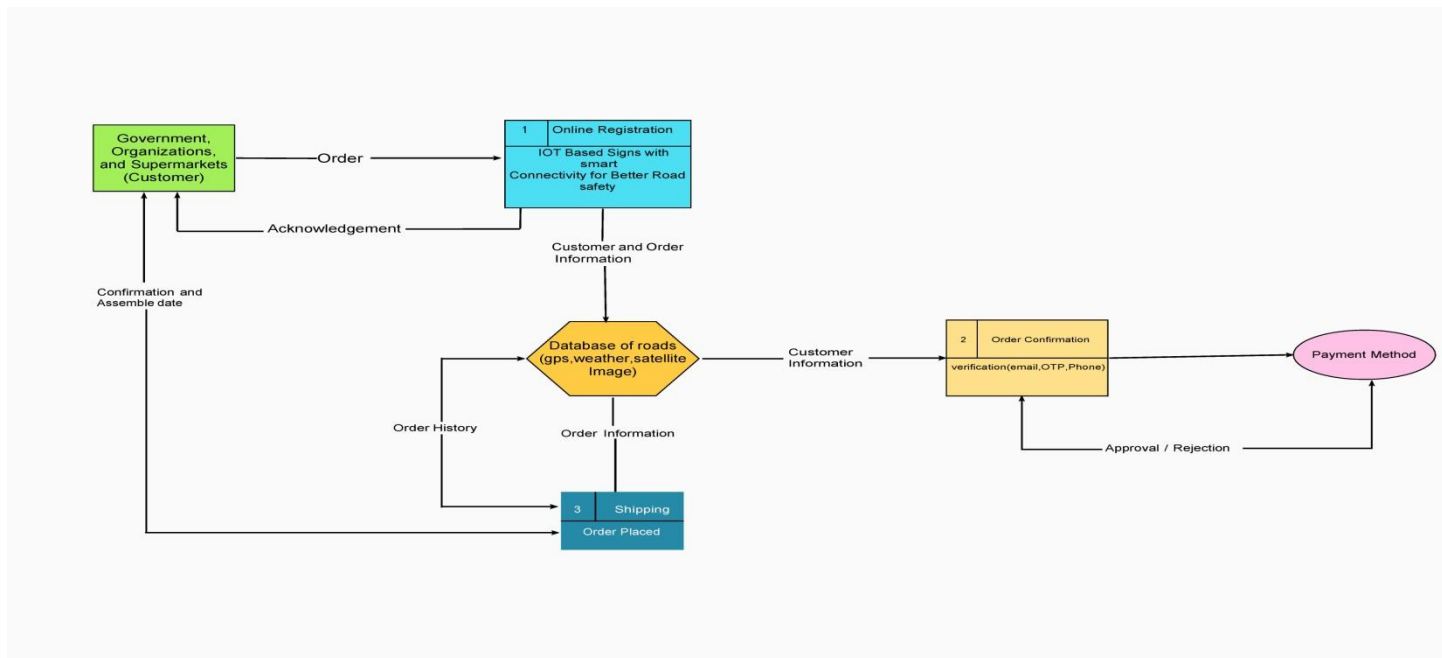 Government,
Organizations,
and Supermarkets
(Customer)
Order
1
Online Registration
IOT Based Signs with
smart
Connectivity for Better Road
safety
Acknowledgement
Customer and Order
Information
Confirmation and
Assemble date
Database of roads
(gps,weather,satellite
Image)
Customer
Information
2
Order Confirmation
verification(email,OTP,Phone)
Payment Method
Order History
Order Information
Approval / Rejection
3
Shipping
Order Placed